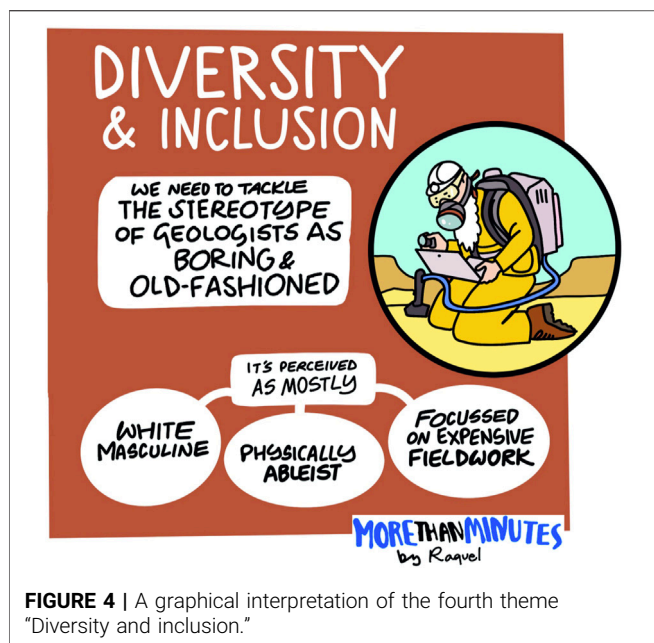 DIVERSITY
& INCLUSION
WE NEED TO TACKLE
THE STEREOTYPE
OF GEOLOGISTS AS
BORING &
OLD-FASHIONED
IT'S PERCEIVED
AS MOSTLY
WHITE
MASCULINE
PHYSICALLY
ABLEIST
FOCUSSED
ON EXPENSIVE
FIELDWORK
MORETHANMINUTES
by Raquel
FIGURE 4 | A graphical interpretation of the fourth theme
“Diversity and inclusion.”